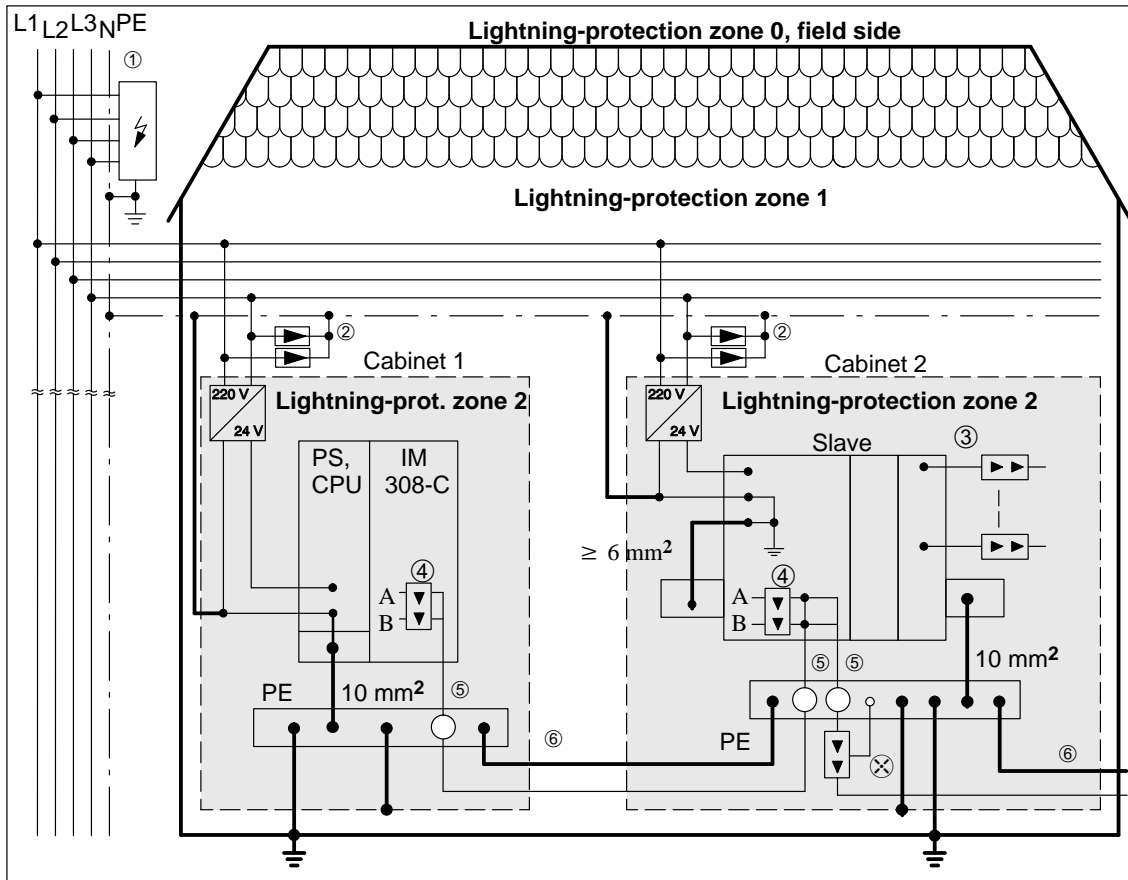 L1 L2 L3 N PE
Lightning-protection zone 0, field side
①
Lightning-protection zone 1
②
②
Cabinet 1
Cabinet 2
220 V
24 V
Lightning-prot. zone 2
220 V
24 V
Lightning-protection zone 2
PS,
CPU
IM
308-C
Slave
③
≥ 6 mm²
④
A
B
④
A
B
⑤
⑤
⑤
10 mm²
PE
10 mm²
PE
⑥
⑥